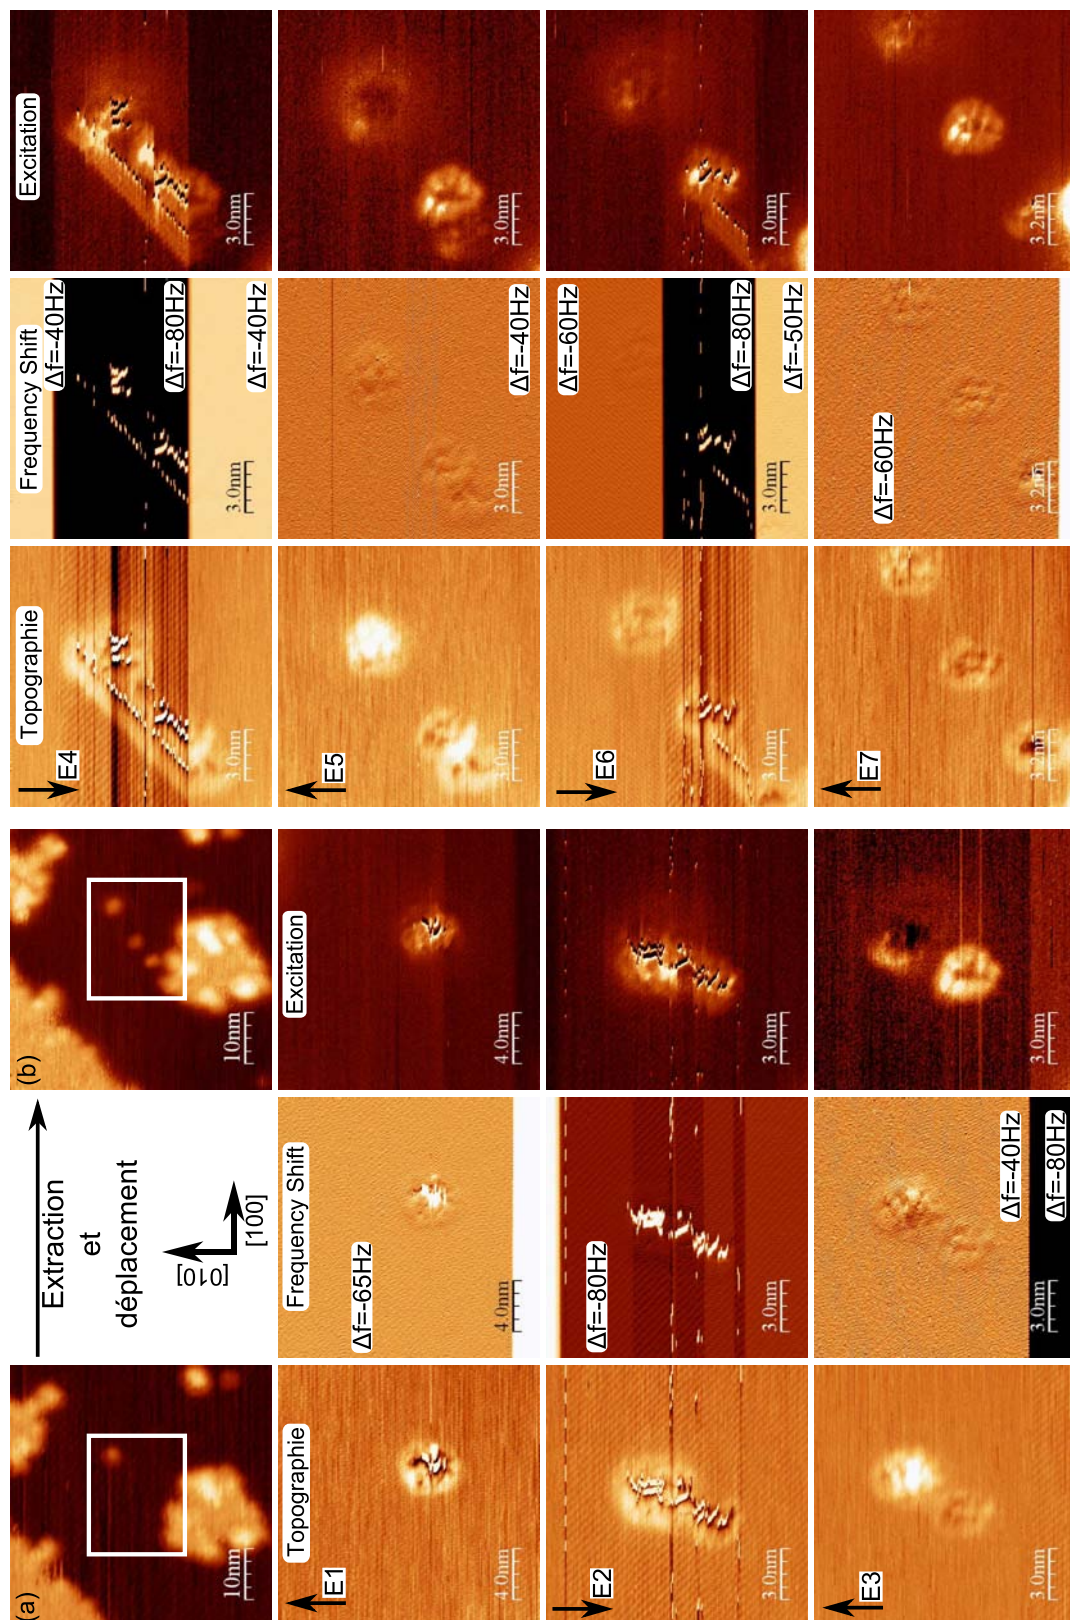 (a)
10nm
Extraction
et
déplacement
[010]
[100]
(b)
10nm
Topographie
E1
4.0nm
Frequency Shift
Δf=-65Hz
4.0nm
Excitation
4.0nm
E2
3.0nm
Δf=-80Hz
3.0nm
3.0nm
E3
3.0nm
Δf=-40Hz
Δf=-80Hz
3.0nm
3.0nm
Topographie
E4
3.0nm
Frequency Shift
Δf=-40Hz
Δf=-80Hz
Δf=-40Hz
3.0nm
Excitation
3.0nm
E5
3.0nm
Δf=-40Hz
3.0nm
3.0nm
E6
3.0nm
Δf=-60Hz
Δf=-80Hz
Δf=-50Hz
3.0nm
3.0nm
E7
3.2nm
Δf=-60Hz
3.2nm
3.2nm